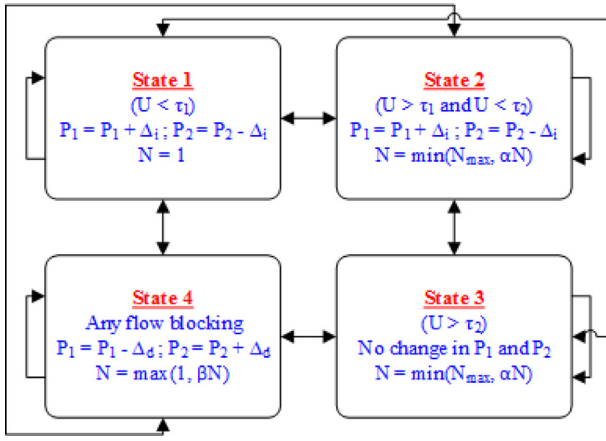 State 1
(U < τ₁)
P₁ = P₁ + Δᵢ ; P₂ = P₂ - Δᵢ
N = 1
State 2
(U > τ₁ and U < τ₂)
P₁ = P₁ + Δᵢ ; P₂ = P₂ - Δᵢ
N = min(Nₘₐₓ, αN)
State 4
Any flow blocking
P₁ = P₁ - Δ_d ; P₂ = P₂ + Δ_d
N = max(1, βN)
State 3
(U > τ₂)
No change in P₁ and P₂
N = min(Nₘₐₓ, αN)